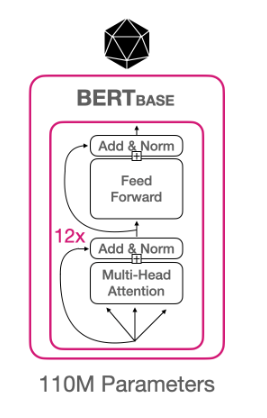 BERTBASE
Add & Norm
Feed
Forward
12x
Add & Norm
Multi-Head
Attention
110M Parameters